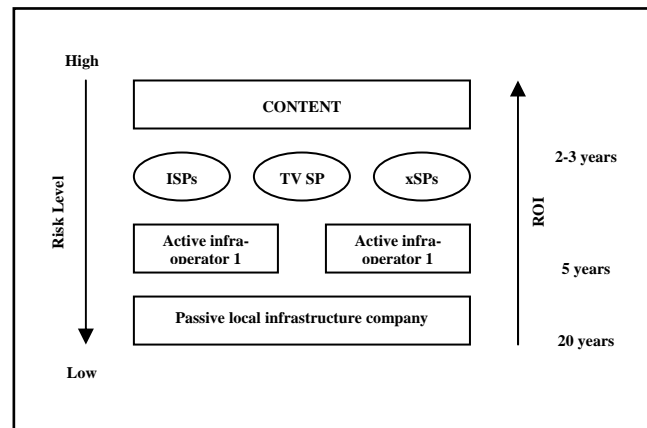 High
CONTENT
2-3 years
ISPs
TV SP
xSPs
Risk Level
ROI
Active infra-
operator 1
Active infra-
operator 1
5 years
Passive local infrastructure company
20 years
Low